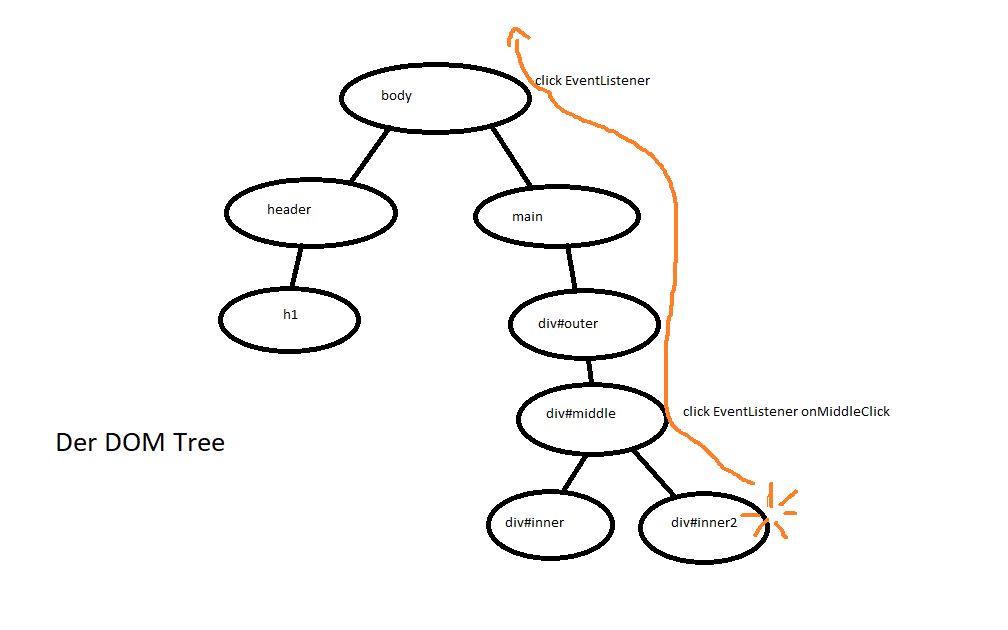 click EventListener
body
header
main
h1
div#outer
div#middle
click EventListener onMiddleClick
Der DOM Tree
div#inner
div#inner2